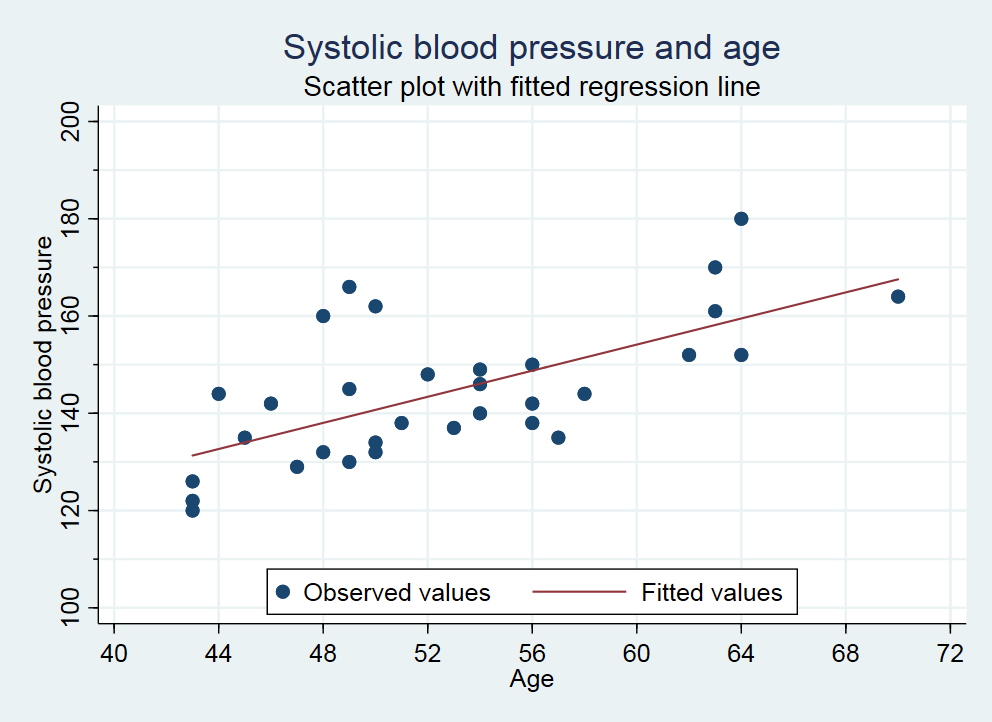 Systolic blood pressure and age
Scatter plot with fitted regression line
Systolic blood pressure
200
180
160
140
120
100
Observed values
Fitted values
40 44 48 52 56 60 64 68 72
Age